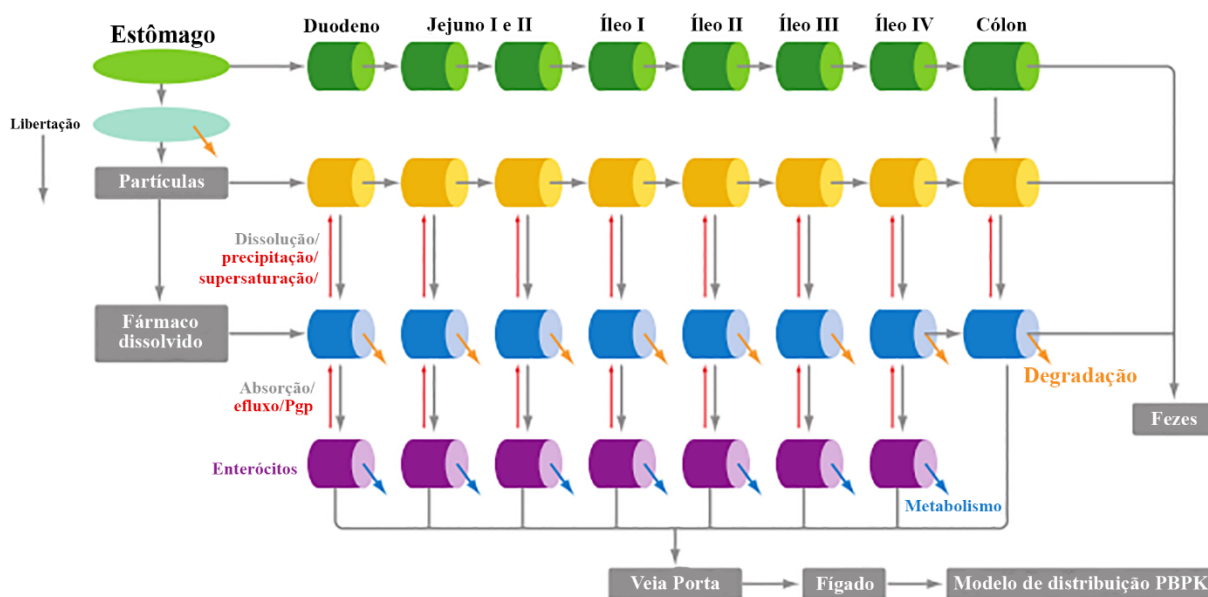 Estômago
Duodeno
Jejuno I e II
Íleo I
Íleo II
Íleo III
Íleo IV
Cólon
Libertação
Partículas
Dissolução/
precipitação/
supersaturação/
Fármaco
dissolvido
Degradação
Absorção/
efluxo/Pgp
Fezes
Enterócitos
Metabolismo
Veia Porta
Fígado
Modelo de distribuição PBPK